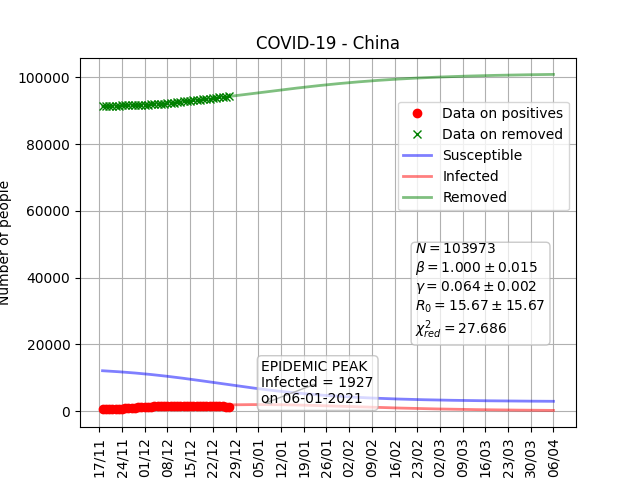 COVID-19 - China
Number of people
100000
80000
60000
40000
20000
0
Data on positives
Data on removed
Susceptible
Infected
Removed
N = 103973
β = 1.000 ± 0.015
γ = 0.064 ± 0.002
R₀ = 15.67 ± 15.67
χ²red = 27.686
EPIDEMIC PEAK
Infected = 1927
on 06-01-2021
17/11
24/11
01/12
08/12
15/12
22/12
29/12
05/01
12/01
19/01
26/01
02/02
09/02
16/02
23/02
02/03
09/03
16/03
23/03
30/03
06/04